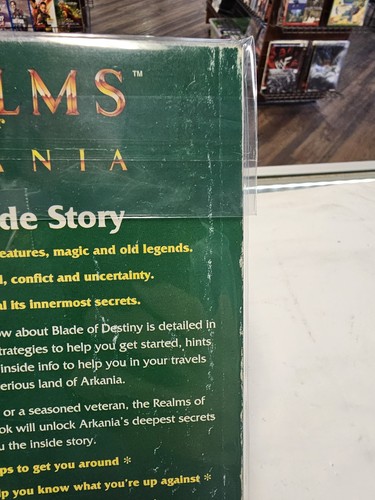 LMS™
ANIA
de Story
eatures, magic and old legends.
l, confict and uncertainty.
al its innermost secrets.
ow about Blade of Destiny is detailed in
trategies to help you get started, hints
inside info to help you in your travels
erious land of Arkania.
or a seasoned veteran, the Realms of
ok will unlock Arkania's deepest secrets
u the inside story.
ps to get you around *
lp you know what you're up against *